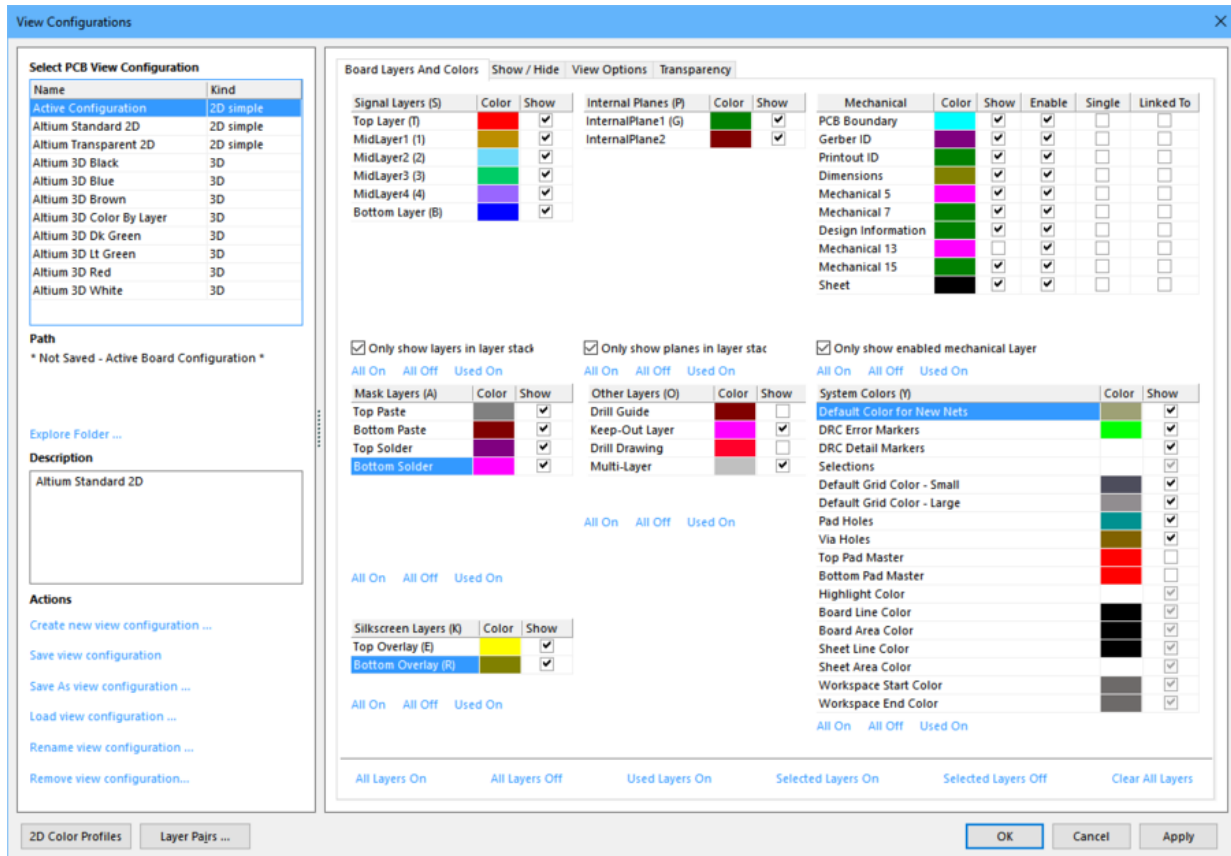 View Configurations
Select PCB View Configuration
Name Kind
Active Configuration 2D simple
Altium Standard 2D 2D simple
Altium Transparent 2D 2D simple
Altium 3D Black 3D
Altium 3D Blue 3D
Altium 3D Brown 3D
Altium 3D Color By Layer 3D
Altium 3D Dk Green 3D
Altium 3D Lt Green 3D
Altium 3D Red 3D
Altium 3D White 3D
Path
* Not Saved - Active Board Configuration *
Explore Folder ...
Description
Altium Standard 2D
Actions
Create new view configuration ...
Save view configuration
Save As view configuration ...
Load view configuration ...
Rename view configuration ...
Remove view configuration...
Board Layers And Colors Show / Hide View Options Transparency
Signal Layers (S) Color Show
Top Layer (T)
MidLayer1 (1)
MidLayer2 (2)
MidLayer3 (3)
MidLayer4 (4)
Bottom Layer (B)
Only show layers in layer stack
All On All Off Used On
Internal Planes (P) Color Show
InternalPlane1 (G)
InternalPlane2
Only show planes in layer stac
All On All Off Used On
Mechanical Color Show Enable Single Linked To
PCB Boundary
Gerber ID
Printout ID
Dimensions
Mechanical 5
Mechanical 7
Design Information
Mechanical 13
Mechanical 15
Sheet
Only show enabled mechanical Layer
All On All Off Used On
Mask Layers (A) Color Show
Top Paste
Bottom Paste
Top Solder
Bottom Solder
All On All Off Used On
Other Layers (O) Color Show
Drill Guide
Keep-Out Layer
Drill Drawing
Multi-Layer
All On All Off Used On
System Colors (Y) Color Show
Default Color for New Nets
DRC Error Markers
DRC Detail Markers
Selections
Default Grid Color - Small
Default Grid Color - Large
Pad Holes
Via Holes
Top Pad Master
Bottom Pad Master
Highlight Color
Board Line Color
Board Area Color
Sheet Line Color
Sheet Area Color
Workspace Start Color
Workspace End Color
All On All Off Used On
Silkscreen Layers (K) Color Show
Top Overlay (E)
Bottom Overlay (R)
All On All Off Used On
All Layers On All Layers Off Used Layers On Selected Layers On Selected Layers Off Clear All Layers
2D Color Profiles Layer Pairs ... OK Cancel Apply